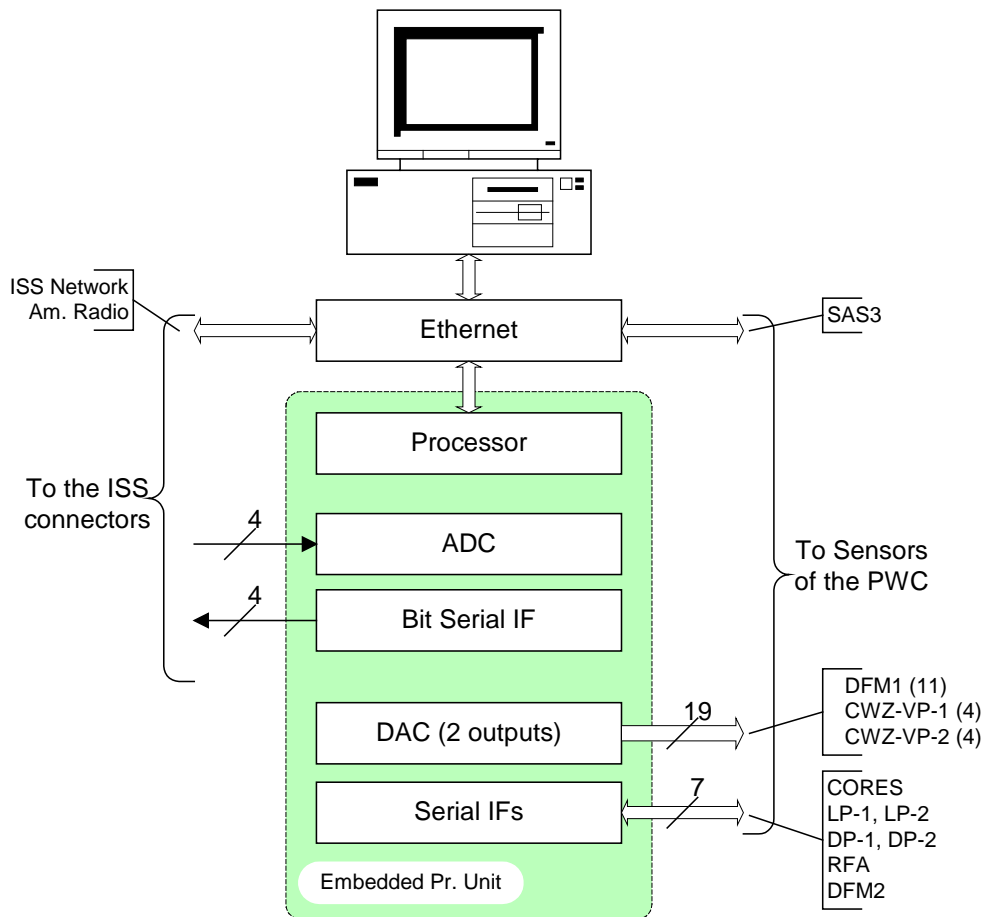 ISS Network
Am. Radio
Ethernet
SAS3
Processor
To the ISS
connectors
4
ADC
To Sensors
of the PWC
4
Bit Serial IF
DAC (2 outputs)
19
DFM1 (11)
CWZ-VP-1 (4)
CWZ-VP-2 (4)
Serial IFs
7
CORES
LP-1, LP-2
DP-1, DP-2
RFA
DFM2
Embedded Pr. Unit